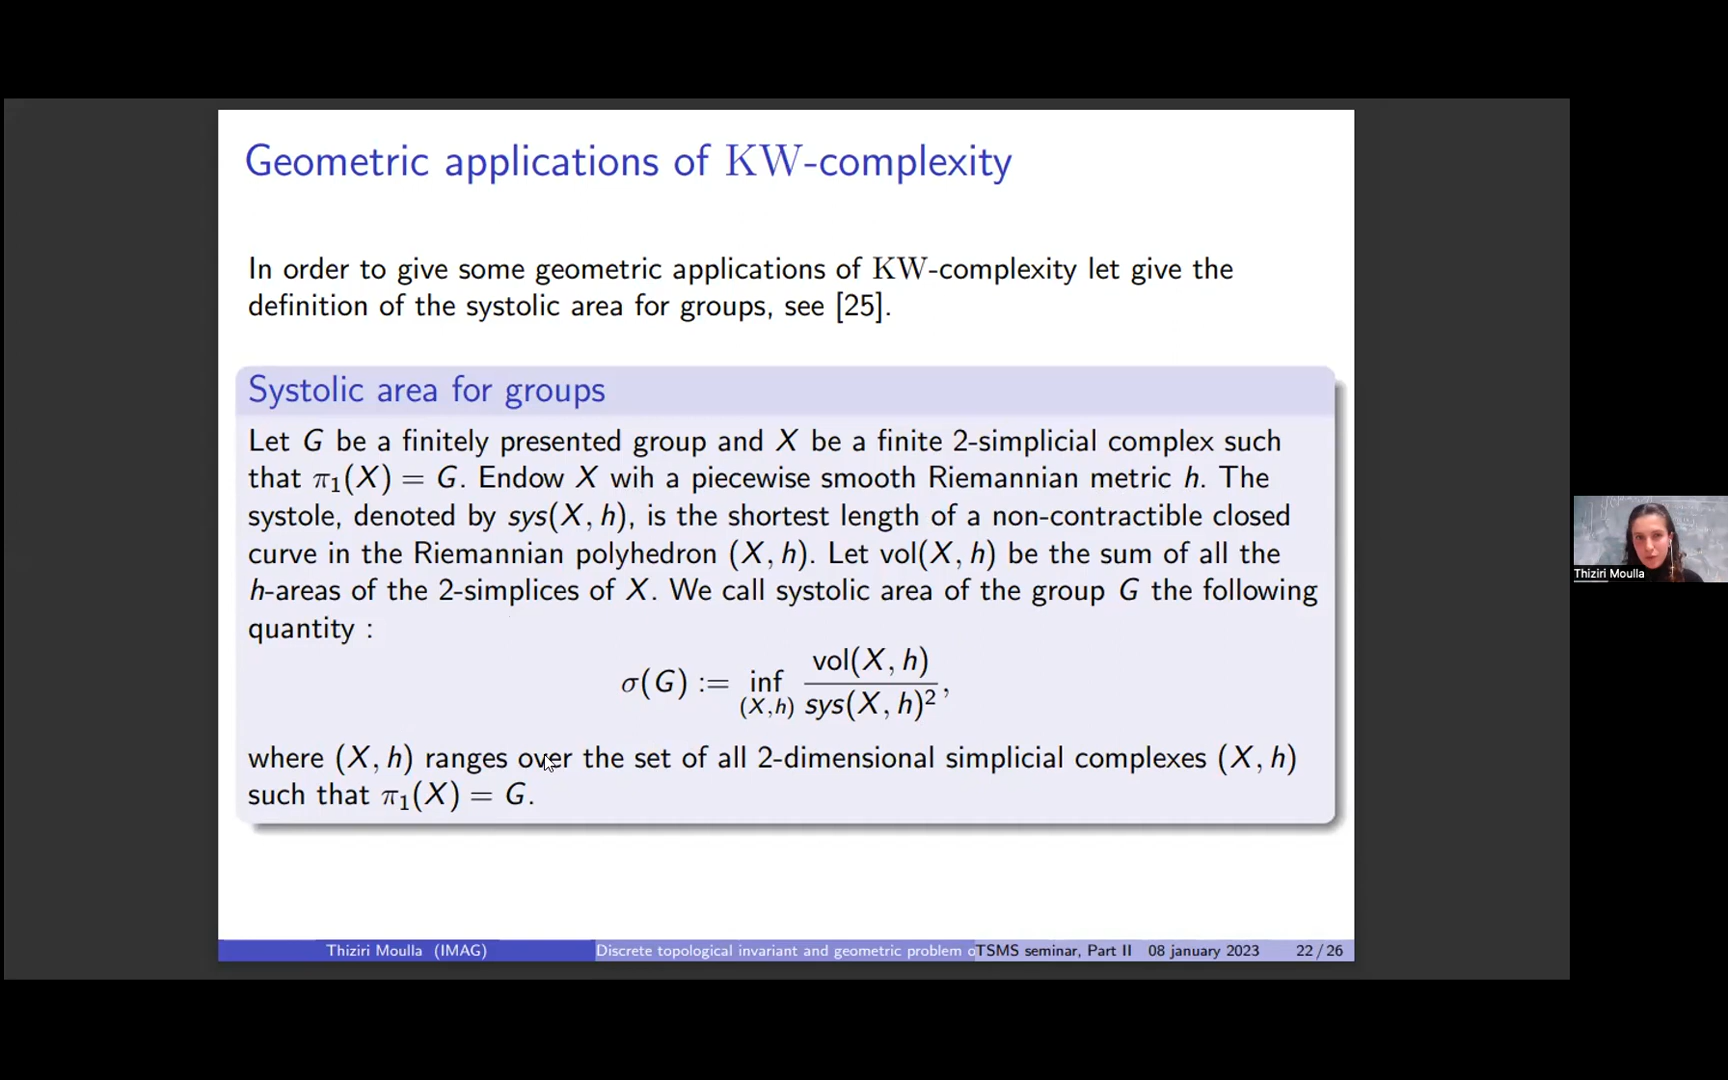 Geometric applications of KW-complexity
In order to give some geometric applications of KW-complexity let give the
definition of the systolic area for groups, see [25].
Systolic area for groups
Let G be a finitely presented group and X be a finite 2-simplicial complex such
that π₁(X) = G. Endow X wih a piecewise smooth Riemannian metric h. The
systole, denoted by sys(X, h), is the shortest length of a non-contractible closed
curve in the Riemannian polyhedron (X, h). Let vol(X, h) be the sum of all the
h-areas of the 2-simplices of X. We call systolic area of the group G the following
quantity :
σ(G) := inf_{(X,h)} vol(X, h) / sys(X, h)²,
where (X, h) ranges over the set of all 2-dimensional simplicial complexes (X, h)
such that π₁(X) = G.
Thiziri Moulla (IMAG) Discrete topological invariant and geometric problem o TSMS seminar, Part II 08 january 2023 22 / 26
Thiziri Moulla